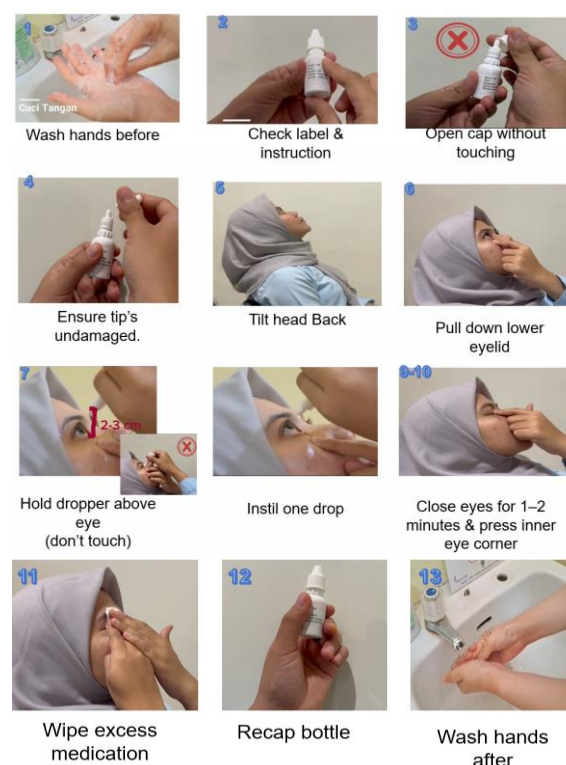 1
2
3
Cuci Tangan
Wash hands before
Check label &
instruction
Open cap without
touching
4
5
6
Ensure tip's
undamaged.
Tilt head Back
Pull down lower
eyelid
7
2-3 cm
9-10
Hold dropper above
eye
(don't touch)
Instil one drop
Close eyes for 1–2
minutes & press inner
eye corner
11
12
13
Wipe excess
medication
Recap bottle
Wash hands
after